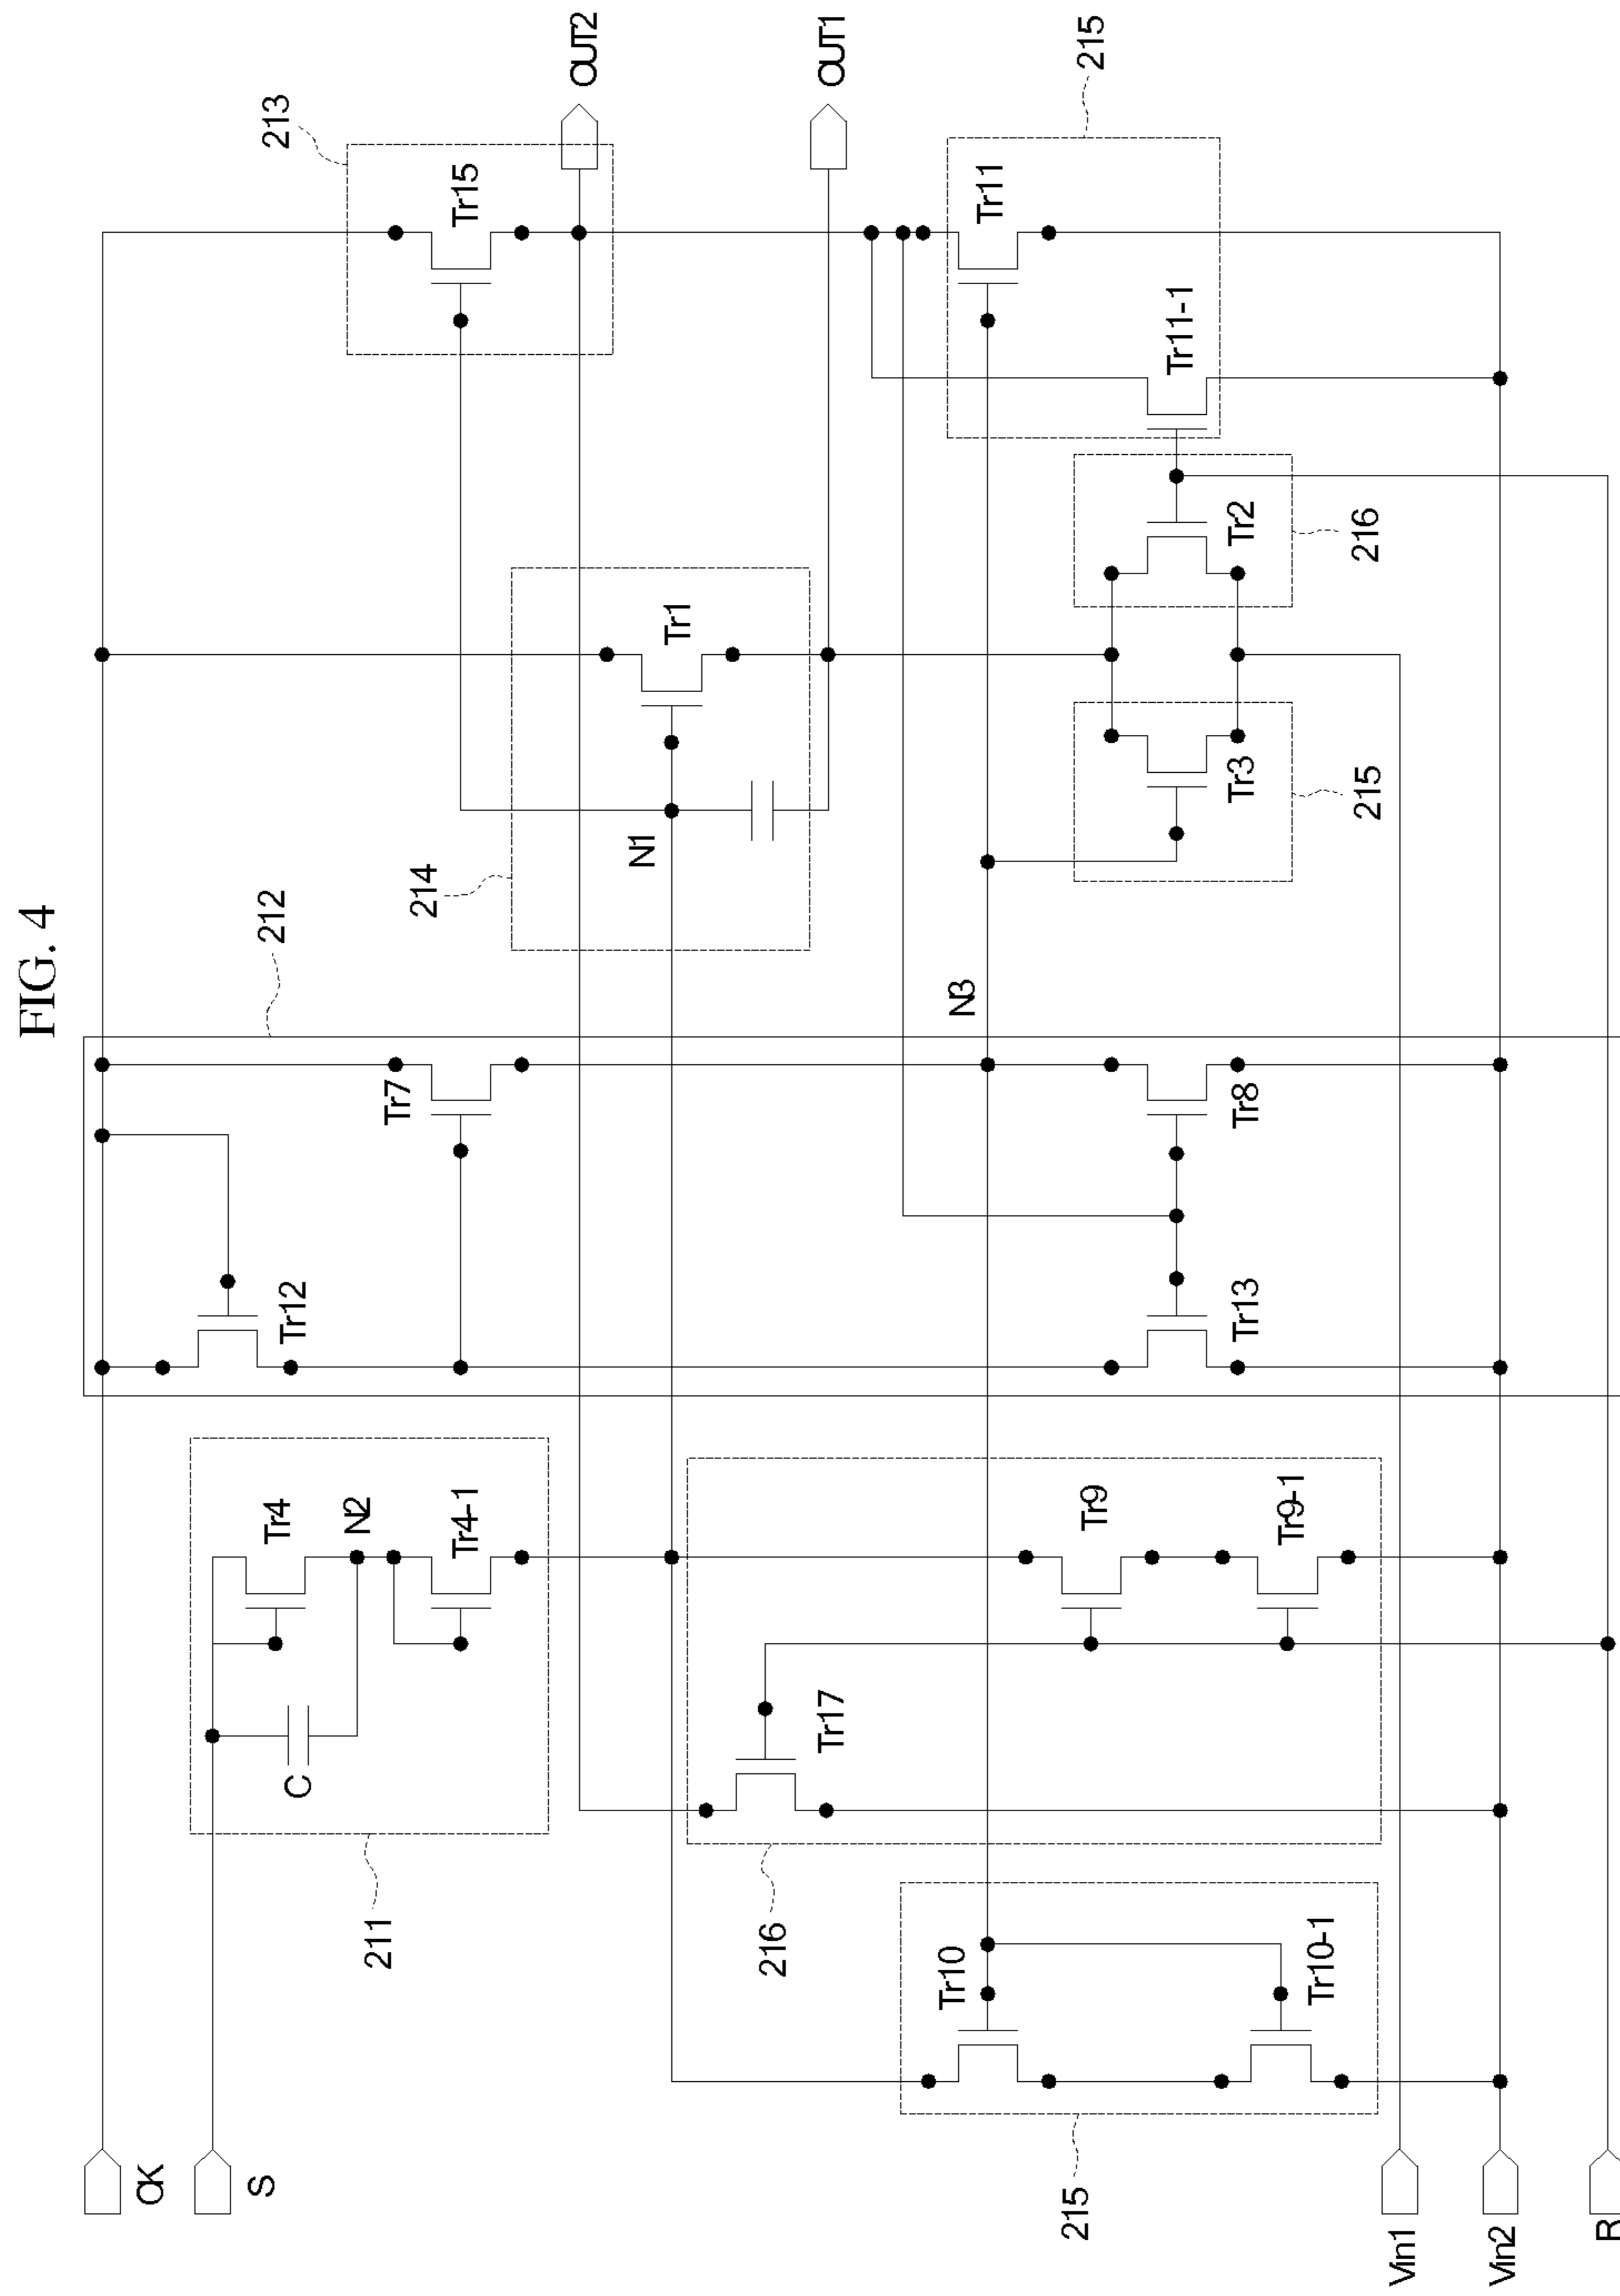 FIG. 4
213
Tr15
OUT2
OUT1
215
Tr11
Tr11-1
Tr1
N1
214
Tr2
216
Tr3
215
212
Tr7
N3
Tr8
Tr12
Tr13
Tr4
N2
Tr4-1
C
211
Tr9
Tr9-1
Tr17
216
Tr10
Tr10-1
215
CK
S
Vin1
Vin2
R